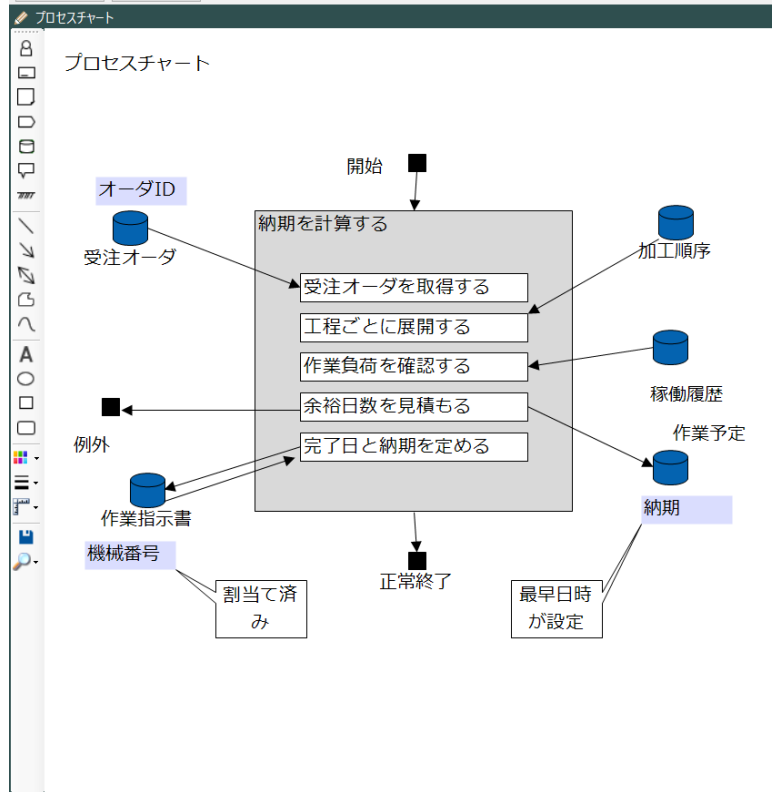 プロセスチャート
プロセスチャート
開始
オーダID
受注オーダ
納期を計算する
加工順序
受注オーダを取得する
工程ごとに展開する
作業負荷を確認する
稼働履歴
余裕日数を見積もる
作業予定
例外
完了日と納期を定める
作業指示書
納期
機械番号
正常終了
割当て済
み
最早日時
が設定
A